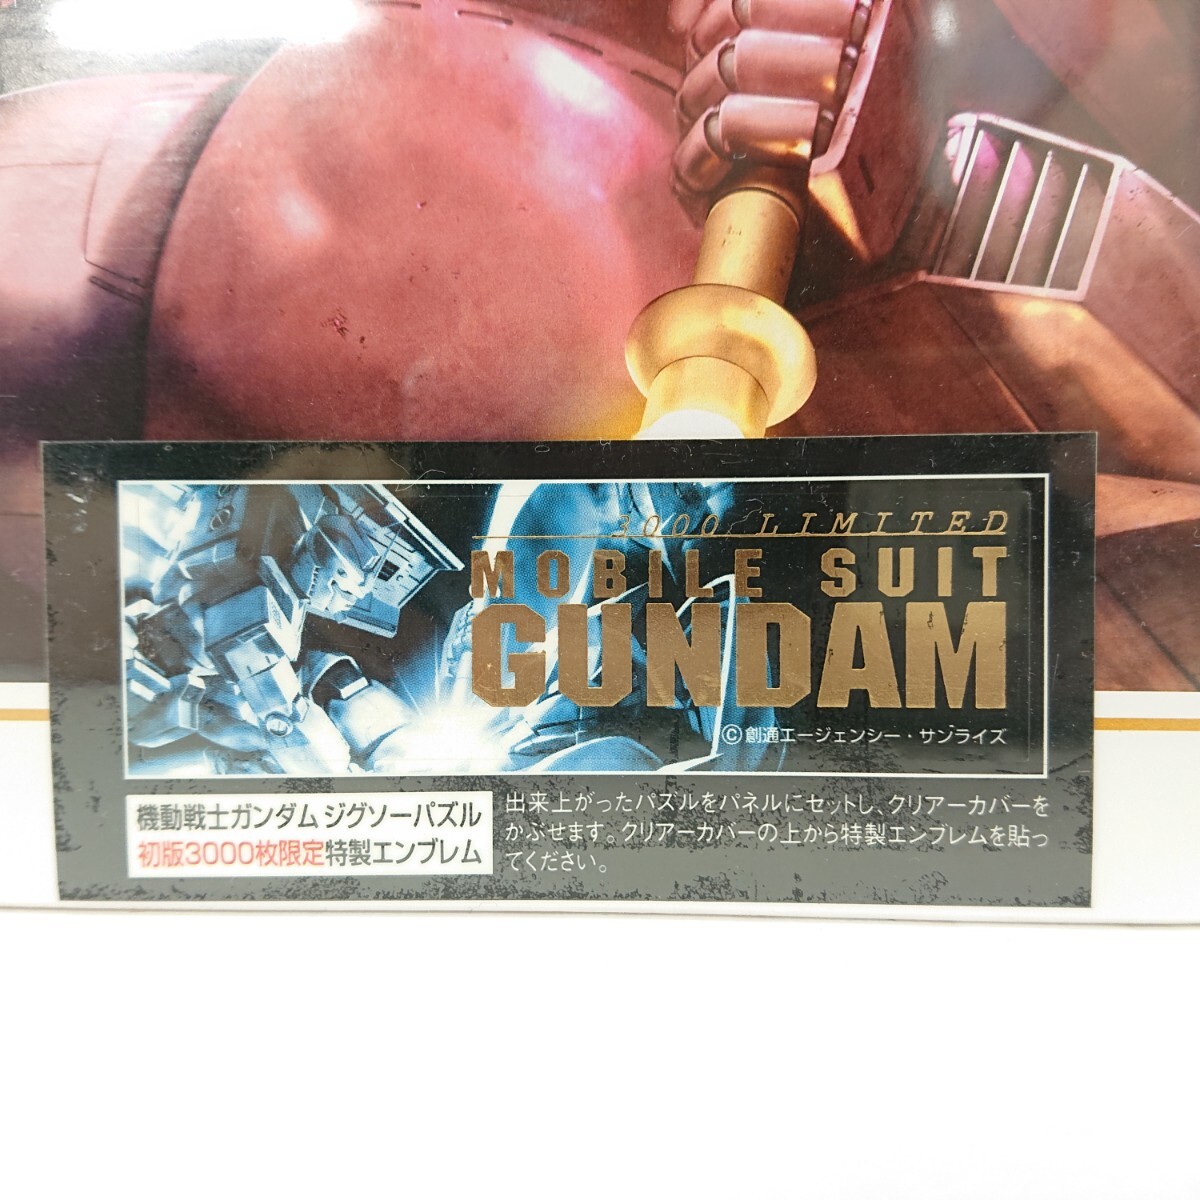 3000 LIMITED
MOBILE SUIT
GUNDAM
©創通エージェンシー・サンライズ
機動戦士ガンダム ジグソーパズル
初版3000枚限定特製エンブレム
出来上がったパズルをパネルにセットし、クリアーカバーを
かぶせます。クリアーカバーの上から特製エンブレムを貼っ
てください。